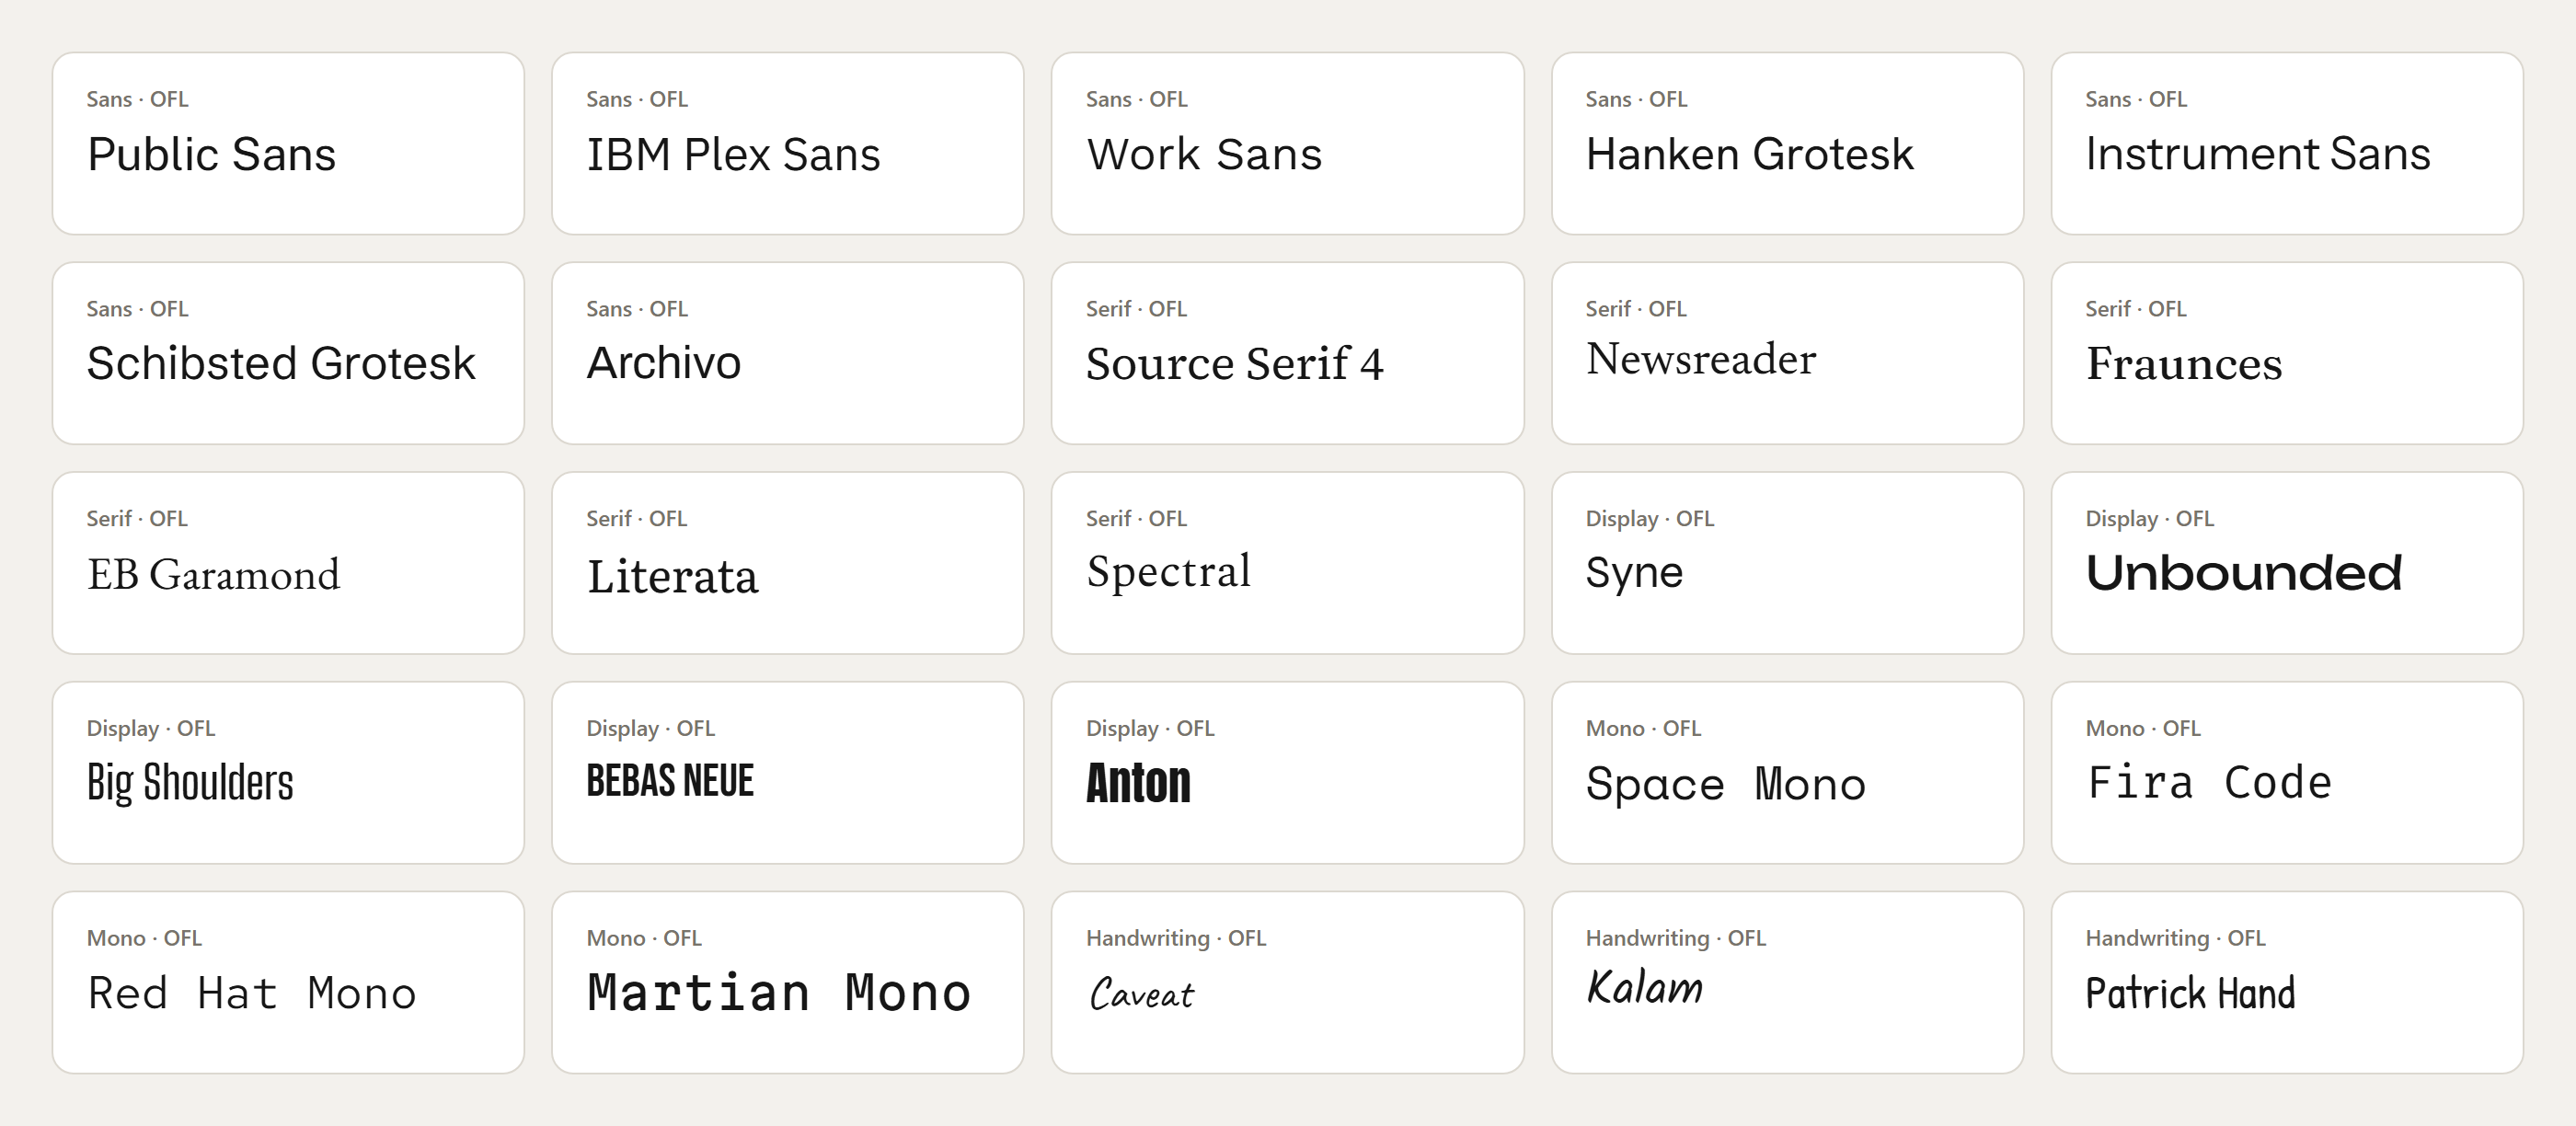 Sans · OFL
Public Sans
Sans · OFL
IBM Plex Sans
Sans · OFL
Work Sans
Sans · OFL
Hanken Grotesk
Sans · OFL
Instrument Sans
Sans · OFL
Schibsted Grotesk
Sans · OFL
Archivo
Serif · OFL
Source Serif 4
Serif · OFL
Newsreader
Serif · OFL
Fraunces
Serif · OFL
EB Garamond
Serif · OFL
Literata
Serif · OFL
Spectral
Display · OFL
Syne
Display · OFL
Unbounded
Display · OFL
Big Shoulders
Display · OFL
BEBAS NEUE
Display · OFL
Anton
Mono · OFL
Space Mono
Mono · OFL
Fira Code
Mono · OFL
Red Hat Mono
Mono · OFL
Martian Mono
Handwriting · OFL
Caveat
Handwriting · OFL
Kalam
Handwriting · OFL
Patrick Hand